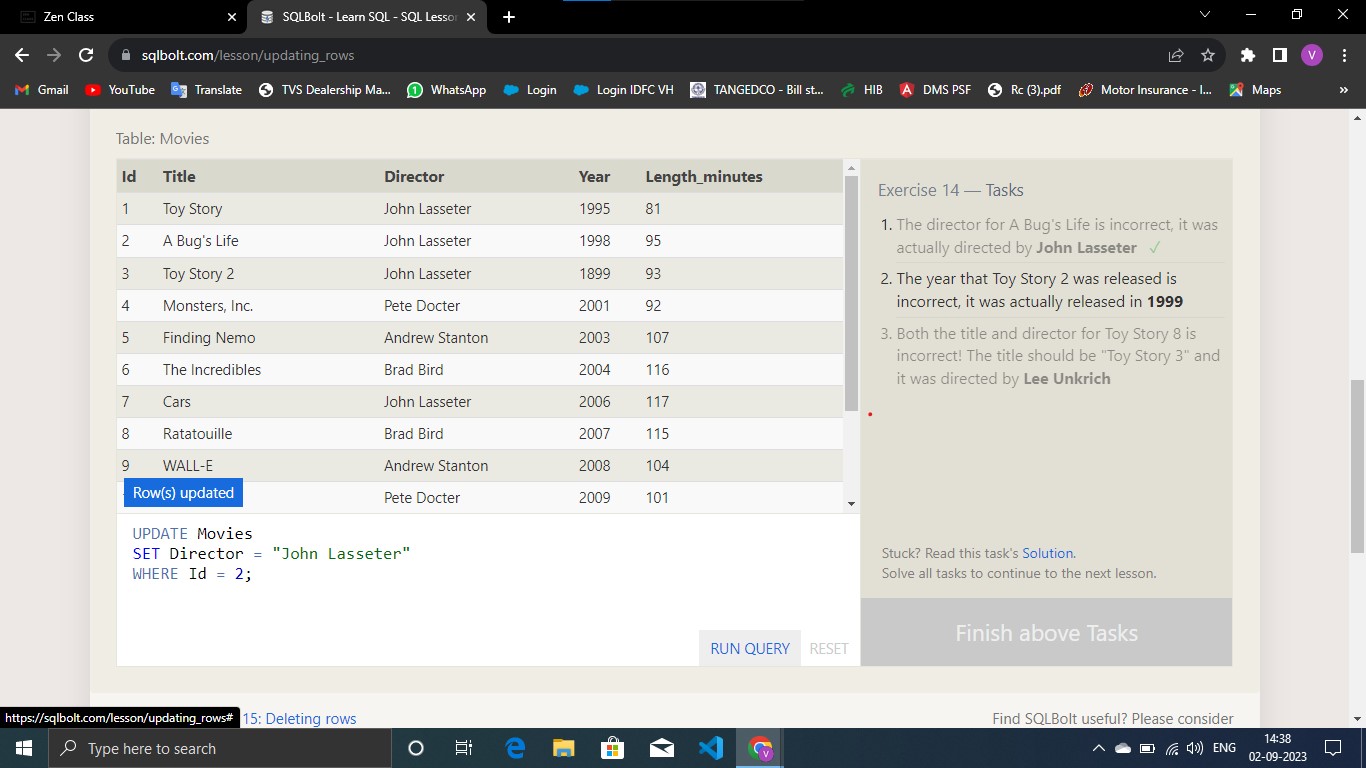 Zen Class
SQLBolt - Learn SQL - SQL Lesson
sqlbolt.com/lesson/updating_rows
V
Gmail YouTube Translate TVS Dealership Ma... WhatsApp Login Login IDFC VH TANGEDCO - Bill st... HIB DMS PSF Rc (3).pdf Motor Insurance - I... Maps »
Table: Movies
Id Title Director Year Length_minutes
1 Toy Story John Lasseter 1995 81
2 A Bug's Life John Lasseter 1998 95
3 Toy Story 2 John Lasseter 1899 93
4 Monsters, Inc. Pete Docter 2001 92
5 Finding Nemo Andrew Stanton 2003 107
6 The Incredibles Brad Bird 2004 116
7 Cars John Lasseter 2006 117
8 Ratatouille Brad Bird 2007 115
9 WALL-E Andrew Stanton 2008 104
Pete Docter 2009 101
Row(s) updated
UPDATE Movies
SET Director = "John Lasseter"
WHERE Id = 2;
RUN QUERY RESET
Exercise 14 — Tasks
1. The director for A Bug's Life is incorrect, it was
actually directed by John Lasseter ✓
2. The year that Toy Story 2 was released is
incorrect, it was actually released in 1999
3. Both the title and director for Toy Story 8 is
incorrect! The title should be "Toy Story 3" and
it was directed by Lee Unkrich
Stuck? Read this task's Solution.
Solve all tasks to continue to the next lesson.
Finish above Tasks
https://sqlbolt.com/lesson/updating_rows#
15: Deleting rows
Find SQLBolt useful? Please consider
Type here to search
V
ENG
14:38
02-09-2023